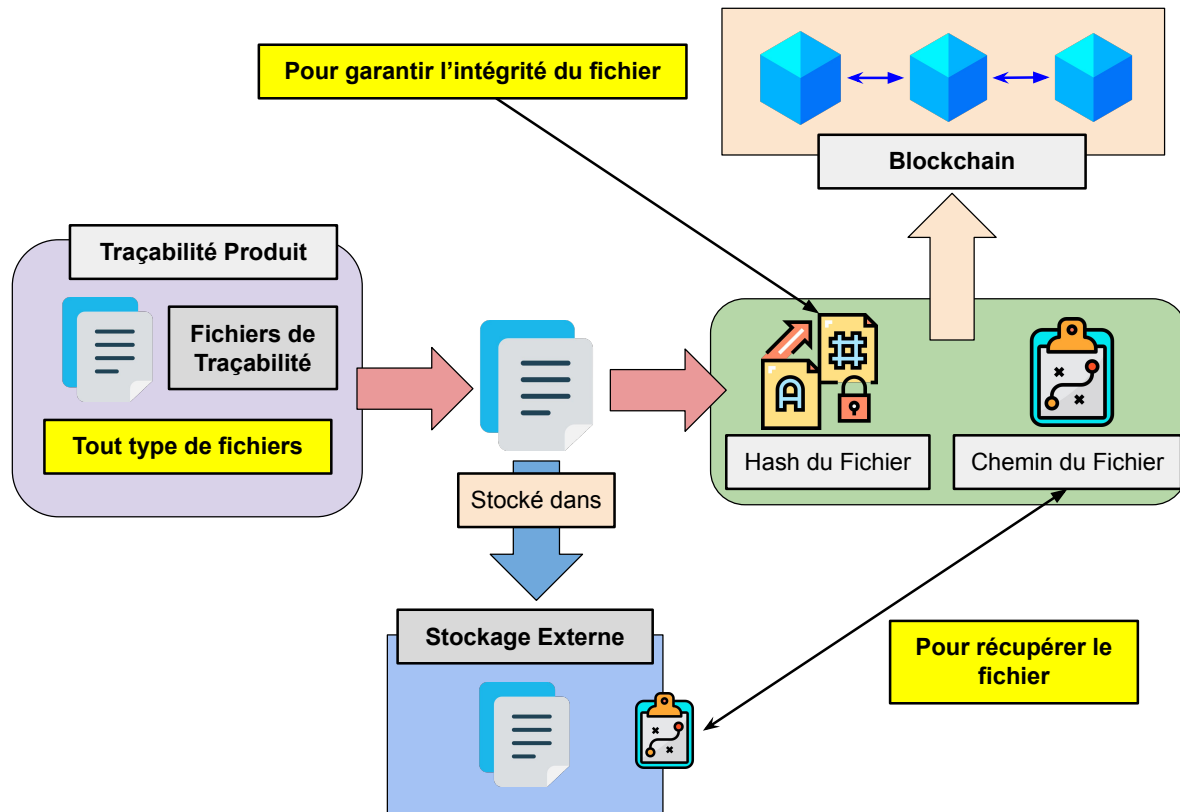 Pour garantir l'intégrité du fichier
Blockchain
Traçabilité Produit
Fichiers de
Traçabilité
Tout type de fichiers
Hash du Fichier
Chemin du Fichier
Stocké dans
Stockage Externe
Pour récupérer le
fichier